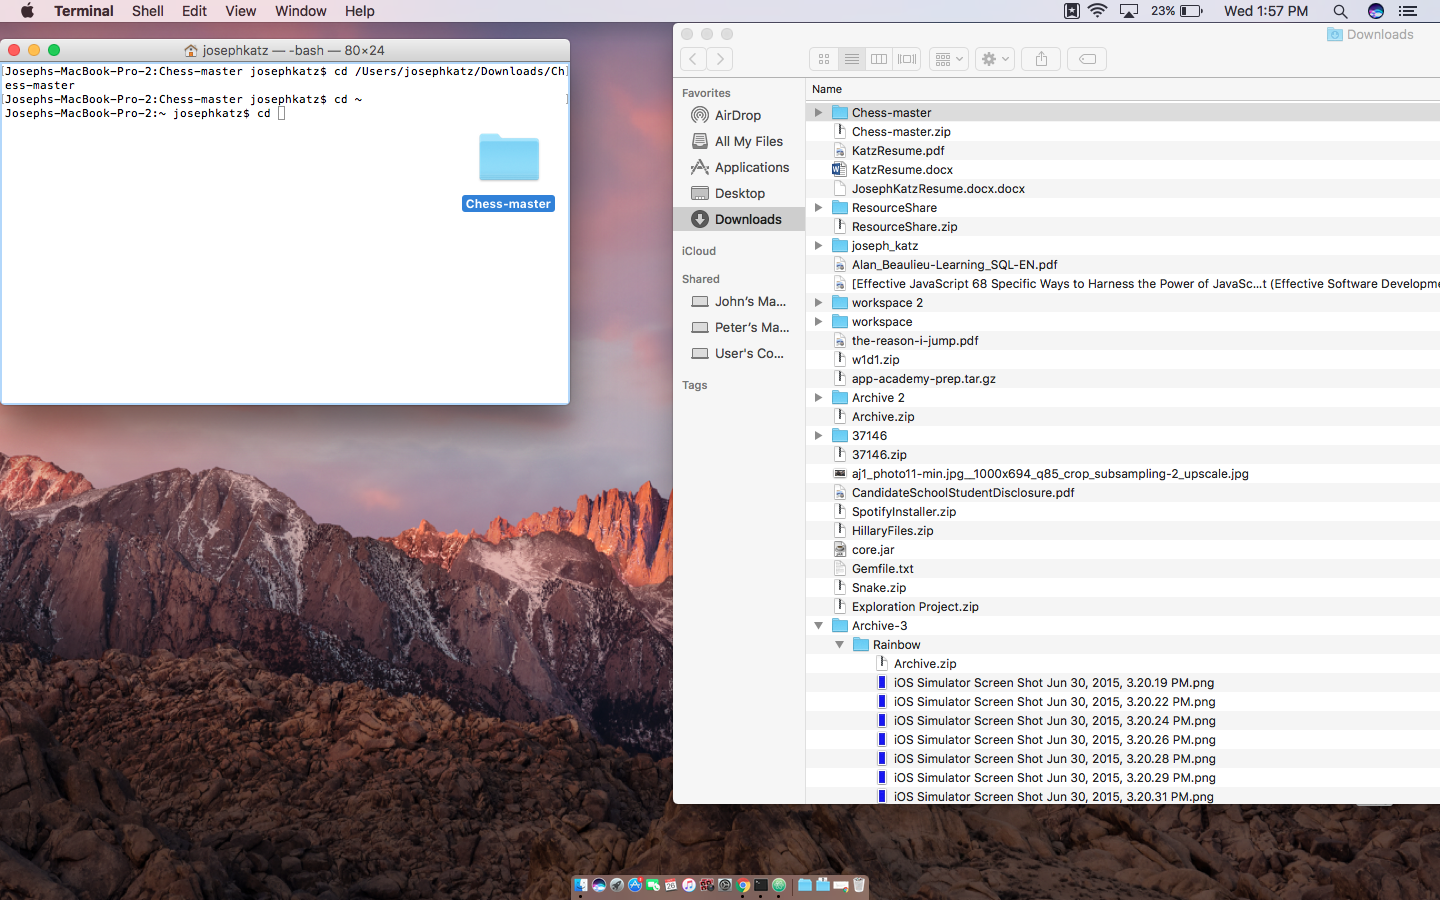 Terminal Shell Edit View Window Help
23% Wed 1:57 PM
josephkatz — -bash — 80×24
[Josephs-MacBook-Pro-2:Chess-master josephkatz$ cd /Users/josephkatz/Downloads/Ch]
ess-master
[Josephs-MacBook-Pro-2:Chess-master josephkatz$ cd ~ ]
Josephs-MacBook-Pro-2:~ josephkatz$ cd
Chess-master
Downloads
Favorites
AirDrop
All My Files
Applications
Desktop
Downloads
iCloud
Shared
John's Ma...
Peter's Ma...
User's Co...
Tags
Name
Chess-master
Chess-master.zip
KatzResume.pdf
KatzResume.docx
JosephKatzResume.docx.docx
ResourceShare
ResourceShare.zip
joseph_katz
Alan_Beaulieu-Learning_SQL-EN.pdf
[Effective JavaScript 68 Specific Ways to Harness the Power of JavaSc...t (Effective Software Developme
workspace 2
workspace
the-reason-i-jump.pdf
w1d1.zip
app-academy-prep.tar.gz
Archive 2
Archive.zip
37146
37146.zip
aj1_photo11-min.jpg__1000x694_q85_crop_subsampling-2_upscale.jpg
CandidateSchoolStudentDisclosure.pdf
SpotifyInstaller.zip
HillaryFiles.zip
core.jar
Gemfile.txt
Snake.zip
Exploration Project.zip
Archive-3
Rainbow
Archive.zip
iOS Simulator Screen Shot Jun 30, 2015, 3.20.19 PM.png
iOS Simulator Screen Shot Jun 30, 2015, 3.20.22 PM.png
iOS Simulator Screen Shot Jun 30, 2015, 3.20.24 PM.png
iOS Simulator Screen Shot Jun 30, 2015, 3.20.26 PM.png
iOS Simulator Screen Shot Jun 30, 2015, 3.20.28 PM.png
iOS Simulator Screen Shot Jun 30, 2015, 3.20.29 PM.png
iOS Simulator Screen Shot Jun 30, 2015, 3.20.31 PM.png